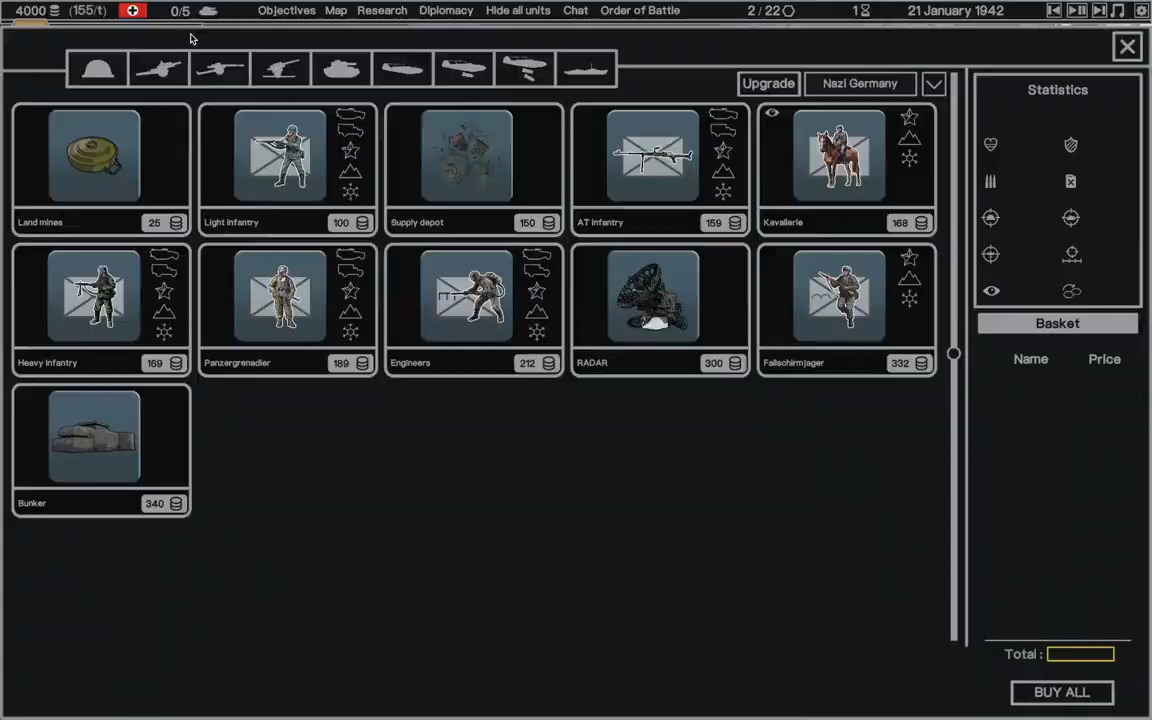 4000 (155/t) 0/5 Objectives Map Research Diplomacy Hide all units Chat Order of Battle 2 / 22 1 21 January 1942
Upgrade Nazi Germany
Statistics
Land mines 25
Light infantry 100
Supply depot 150
AT infantry 159
Kavallerie 168
Heavy infantry 169
Panzergrenadier 189
Engineers 212
RADAR 300
Fallschirmjager 332
Bunker 340
Basket
Name Price
Total :
BUY ALL